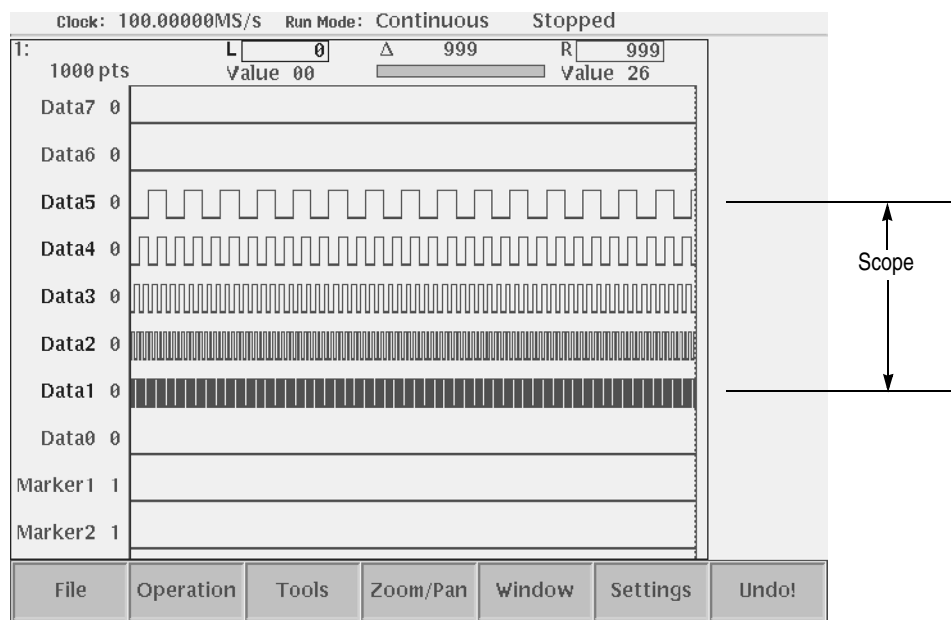 Clock: 100.00000MS/s Run Mode: Continuous Stopped
1: L 0 Δ 999 R 999
1000 pts Value 00 Value 26
Data7 0
Data6 0
Data5 0
Data4 0
Scope
Data3 0
Data2 0
Data1 0
Data0 0
Marker1 1
Marker2 1
File Operation Tools Zoom/Pan Window Settings Undo!